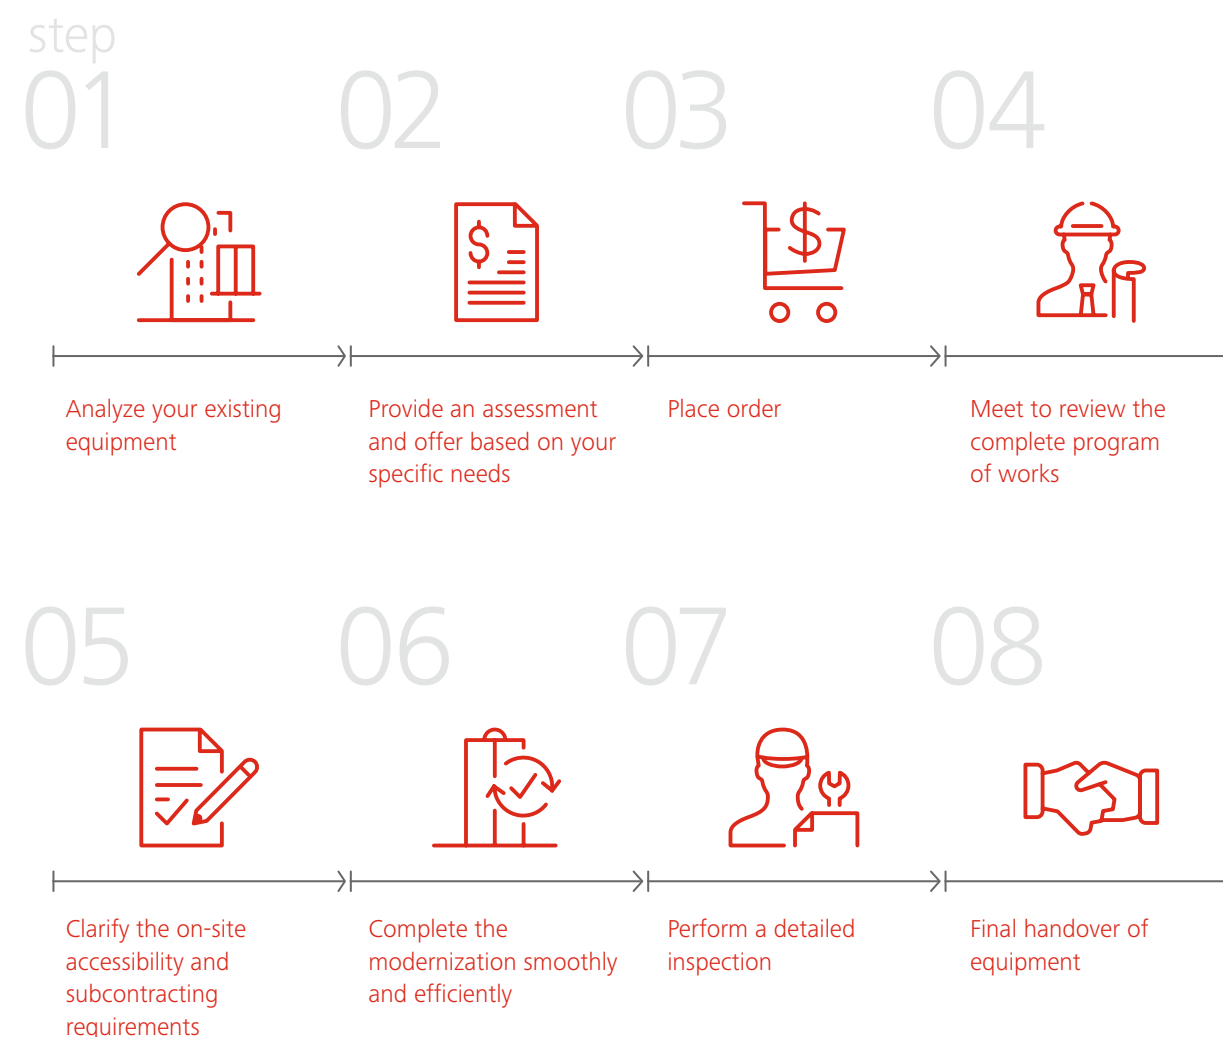 step
01
02
03
04
Analyze your existing
equipment
Provide an assessment
and offer based on your
specific needs
Place order
Meet to review the
complete program
of works
05
06
07
08
Clarify the on-site
accessibility and
subcontracting
requirements
Complete the
modernization smoothly
and efficiently
Perform a detailed
inspection
Final handover of
equipment